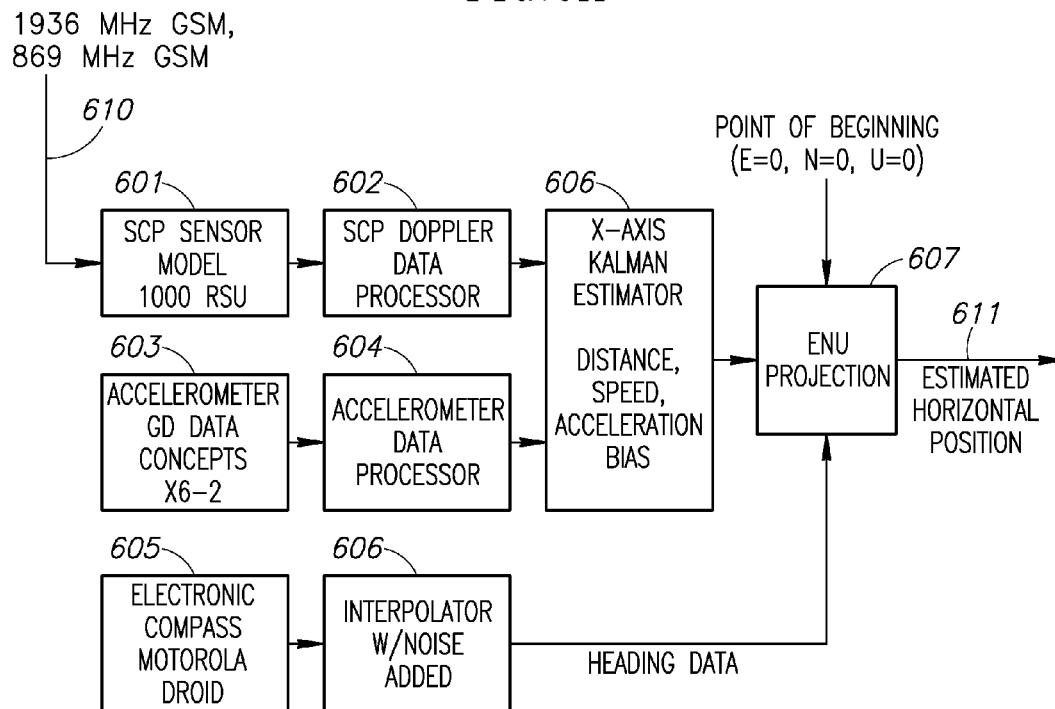 1936 MHz GSM,
869 MHz GSM
610
POINT OF BEGINNING
(E=0, N=0, U=0)
601
SCP SENSOR
MODEL
1000 RSU
602
SCP DOPPLER
DATA
PROCESSOR
606
X-AXIS
KALMAN
ESTIMATOR
DISTANCE,
SPEED,
ACCELERATION
BIAS
607
ENU
PROJECTION
611
ESTIMATED
HORIZONTAL
POSITION
603
ACCELEROMETER
GD DATA
CONCEPTS
X6-2
604
ACCELEROMETER
DATA
PROCESSOR
605
ELECTRONIC
COMPASS
MOTOROLA
DROID
606
INTERPOLATOR
W/NOISE
ADDED
HEADING DATA